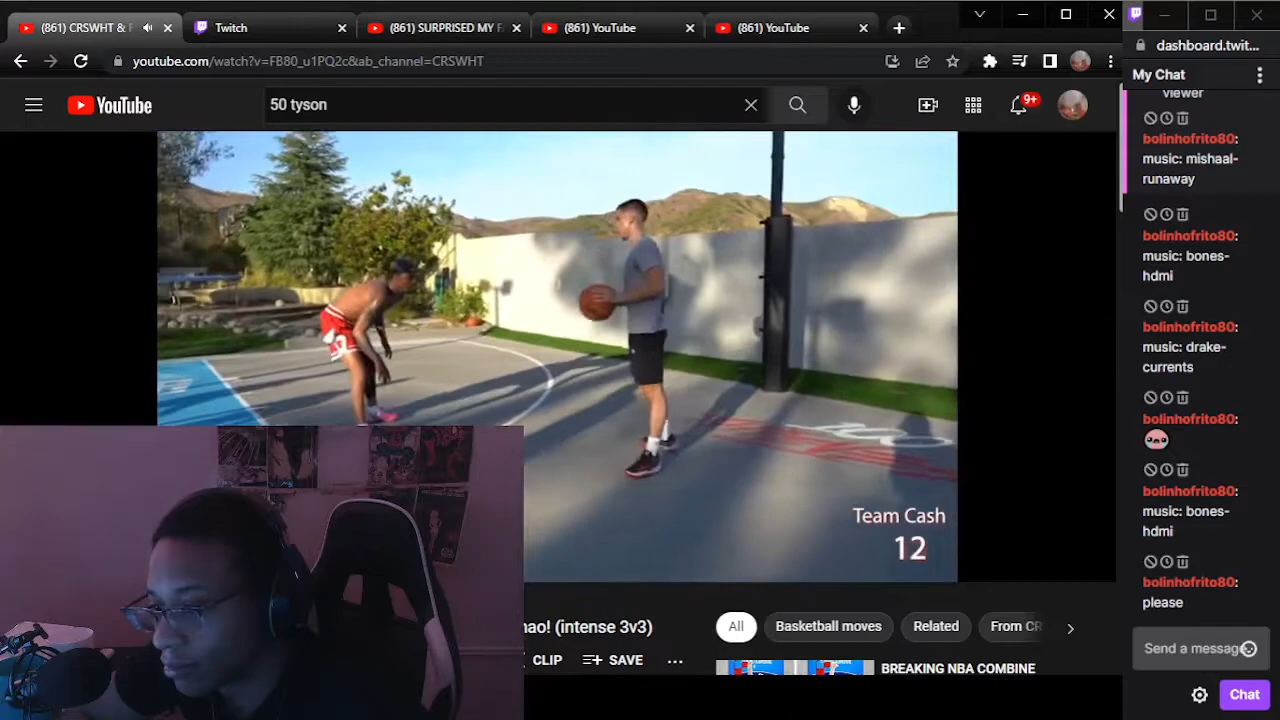 (861) CRSWHT & F
Twitch
(861) SURPRISED MY F
(861) YouTube
(861) YouTube
youtube.com/watch?v=FB80_u1PQ2c&ab_channel=CRSWHT
YouTube
50 tyson
9+
Team Cash
12
nao! (intense 3v3)
CLIP
SAVE
All
Basketball moves
Related
From CR
BREAKING NBA COMBINE
dashboard.twit...
My Chat
viewer
bolinhofrito80:
music: mishaal-
runaway
bolinhofrito80:
music: bones-
hdmi
bolinhofrito80:
music: drake-
currents
bolinhofrito80:
bolinhofrito80:
music: bones-
hdmi
bolinhofrito80:
please
Send a message
Chat